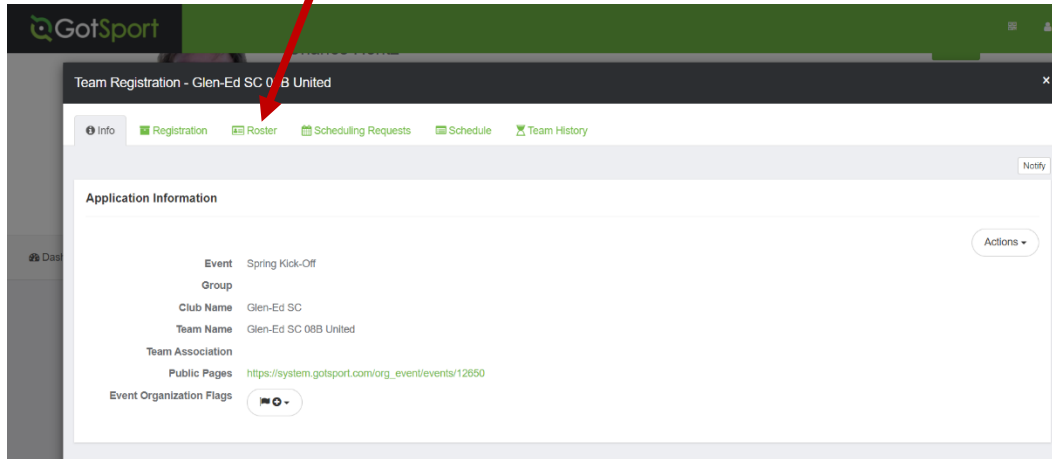 GotSport
Team Registration - Glen-Ed SC 0 B United ×
Info Registration Roster Scheduling Requests Schedule Team History
Notify
Application Information
Actions
Dash
Event Spring Kick-Off
Group
Club Name Glen-Ed SC
Team Name Glen-Ed SC 08B United
Team Association
Public Pages https://system.gotsport.com/org_event/events/12650
Event Organization Flags